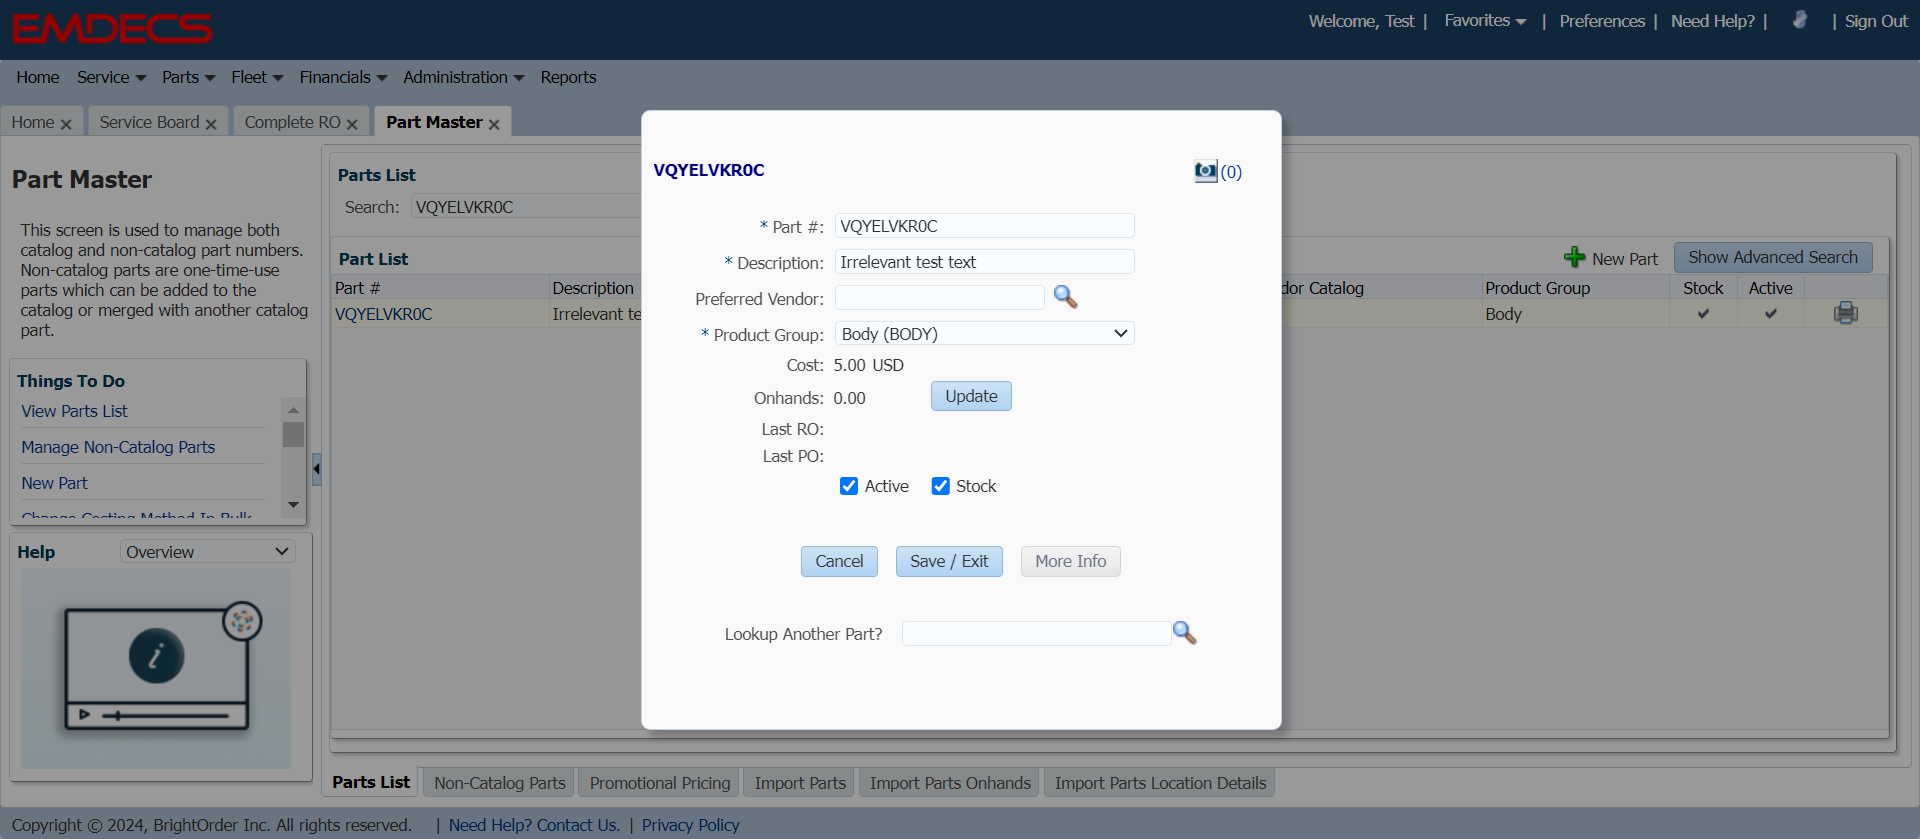 EMDECS
Welcome, Test | Favorites | Preferences | Need Help? | | Sign Out
Home Service Parts Fleet Financials Administration Reports
Home Service Board Complete RO Part Master
Part Master
This screen is used to manage both
catalog and non-catalog part numbers.
Non-catalog parts are one-time-use
parts which can be added to the
catalog or merged with another catalog
part.
Things To Do
View Parts List
Manage Non-Catalog Parts
New Part
Change Costing Method In Bulk
Help Overview
Parts List
Search: VQYELVKR0C
Part List New Part Show Advanced Search
Part # Description dor Catalog Product Group Stock Active
VQYELVKR0C Irrelevant te Body
VQYELVKR0C (0)
* Part #: VQYELVKR0C
* Description: Irrelevant test text
Preferred Vendor:
* Product Group: Body (BODY)
Cost: 5.00 USD
Onhands: 0.00 Update
Last RO:
Last PO:
Active Stock
Cancel Save / Exit More Info
Lookup Another Part?
Parts List Non-Catalog Parts Promotional Pricing Import Parts Import Parts Onhands Import Parts Location Details
Copyright © 2024, BrightOrder Inc. All rights reserved. | Need Help? Contact Us. | Privacy Policy